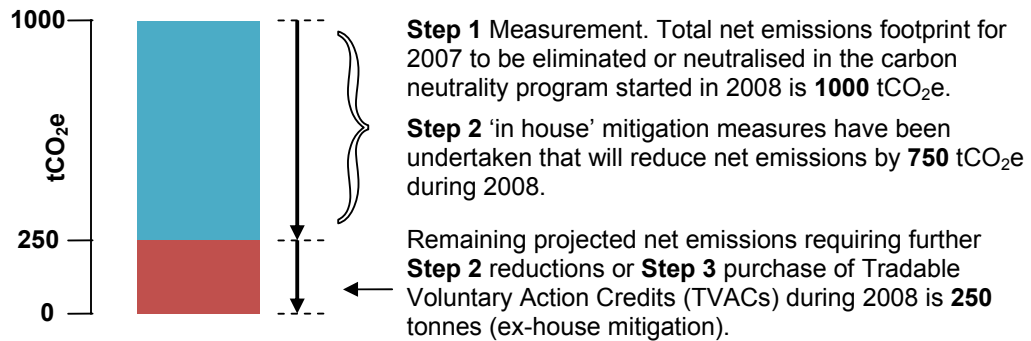 1000
250
0
tCO₂e
Step 1 Measurement. Total net emissions footprint for
2007 to be eliminated or neutralised in the carbon
neutrality program started in 2008 is 1000 tCO₂e.
Step 2 ‘in house’ mitigation measures have been
undertaken that will reduce net emissions by 750 tCO₂e
during 2008.
Remaining projected net emissions requiring further
Step 2 reductions or Step 3 purchase of Tradable
Voluntary Action Credits (TVACs) during 2008 is 250
tonnes (ex-house mitigation).